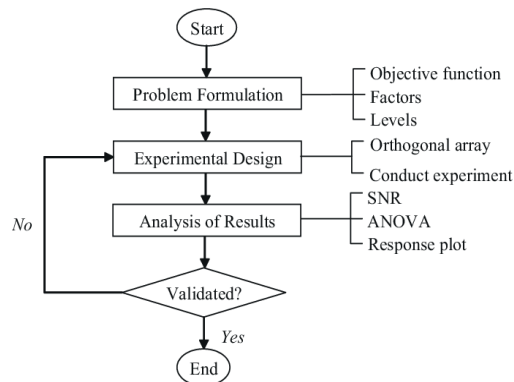 Start
Problem Formulation
Objective function
Factors
Levels
Experimental Design
Orthogonal array
Conduct experiment
Analysis of Results
SNR
ANOVA
Response plot
No
Validated?
Yes
End